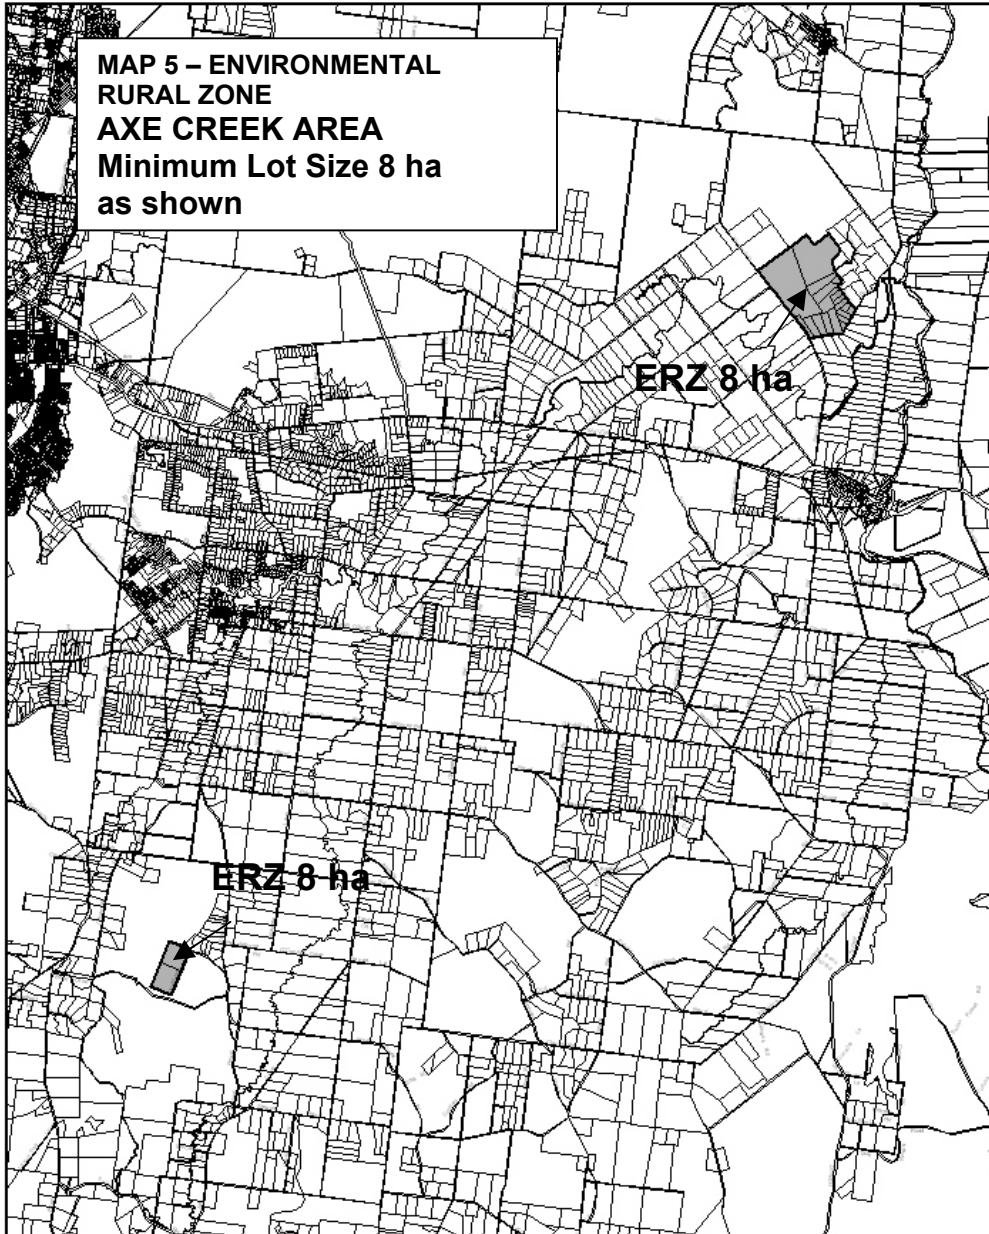 MAP 5 – ENVIRONMENTAL
RURAL ZONE
AXE CREEK AREA
Minimum Lot Size 8 ha
as shown
ERZ 8 ha
ERZ 8 ha